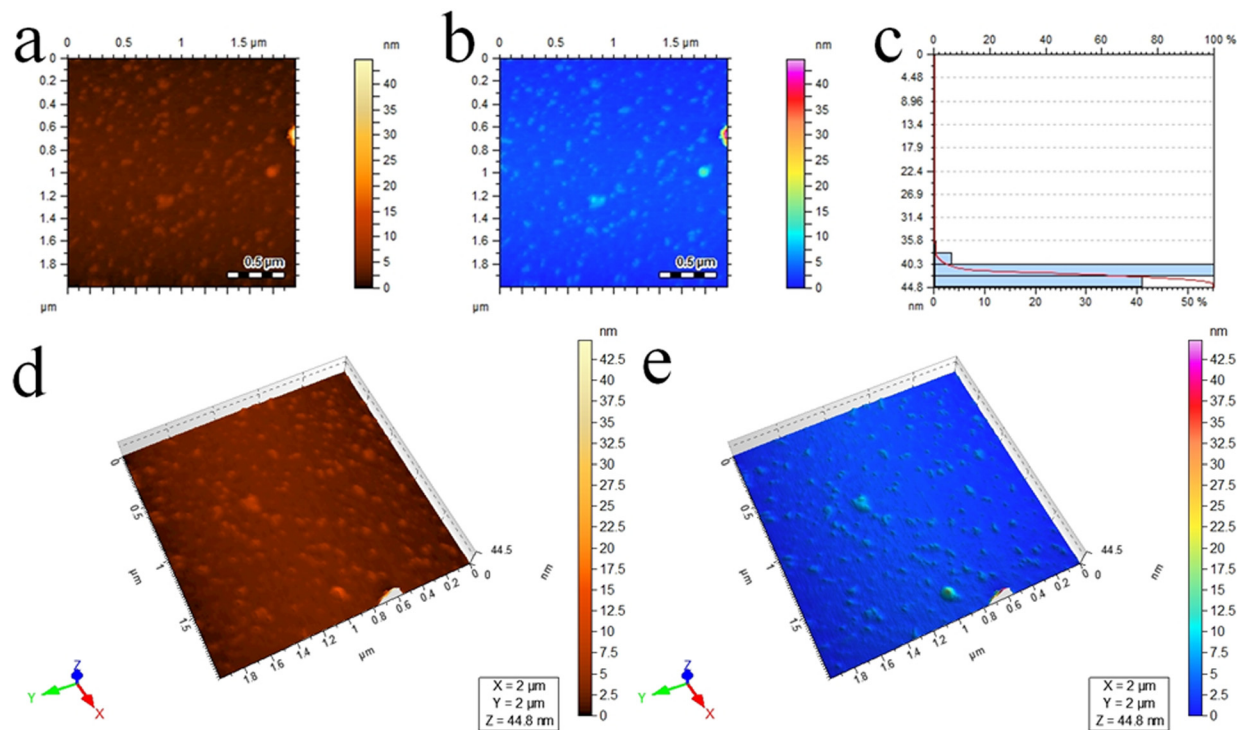 a
0 0.5 1 1.5 µm
nm
0
0.2
0.4
0.6
0.8
1
1.2
1.4
1.6
1.8
µm
0.5 µm
40
35
30
25
20
15
10
5
0
b
0 0.5 1 1.5 µm
nm
0
0.2
0.4
0.6
0.8
1
1.2
1.4
1.6
1.8
µm
0.5 µm
40
35
30
25
20
15
10
5
0
c
0 20 40 60 80 100 %
0
4.48
8.96
13.4
17.9
22.4
26.9
31.4
35.8
40.3
44.8
nm
0 10 20 30 40 50 %
d
nm
42.5
40
37.5
35
32.5
30
27.5
25
22.5
20
17.5
15
12.5
10
7.5
5
2.5
0
0
0.5
1
1.5
µm
1.8 1.6 1.4 1.2 1 0.8 0.6 0.4 0.2 0
µm
44.5
0
nm
Z
Y
X
X = 2 µm
Y = 2 µm
Z = 44.8 nm
e
nm
42.5
40
37.5
35
32.5
30
27.5
25
22.5
20
17.5
15
12.5
10
7.5
5
2.5
0
0
0.5
1
1.5
µm
1.8 1.6 1.4 1.2 1 0.8 0.6 0.4 0.2 0
µm
44.5
0
nm
Z
Y
X
X = 2 µm
Y = 2 µm
Z = 44.8 nm